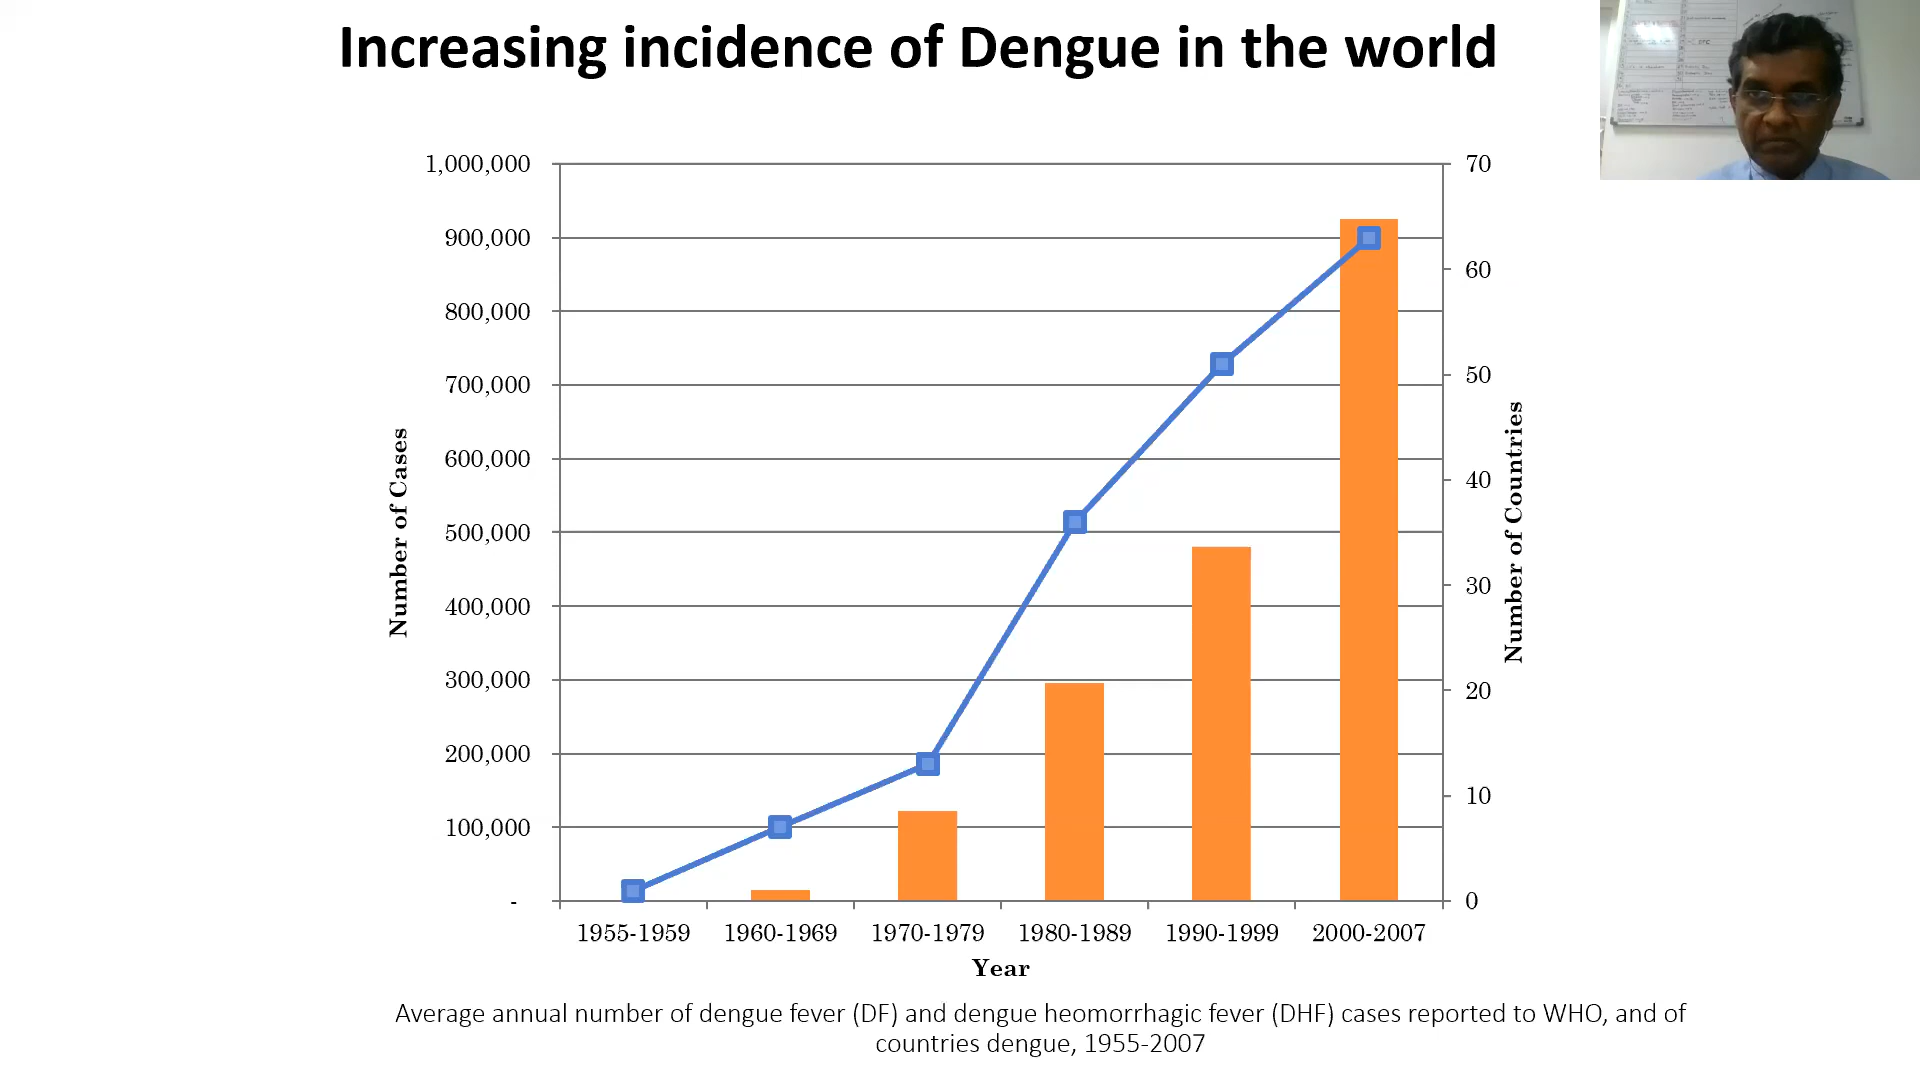 Increasing incidence of Dengue in the world
1,000,000
900,000
800,000
700,000
600,000
500,000
400,000
300,000
200,000
100,000
-
Number of Cases
70
60
50
40
30
20
10
0
Number of Countries
1955-1959 1960-1969 1970-1979 1980-1989 1990-1999 2000-2007
Year
Average annual number of dengue fever (DF) and dengue heomorrhagic fever (DHF) cases reported to WHO, and of
countries dengue, 1955-2007